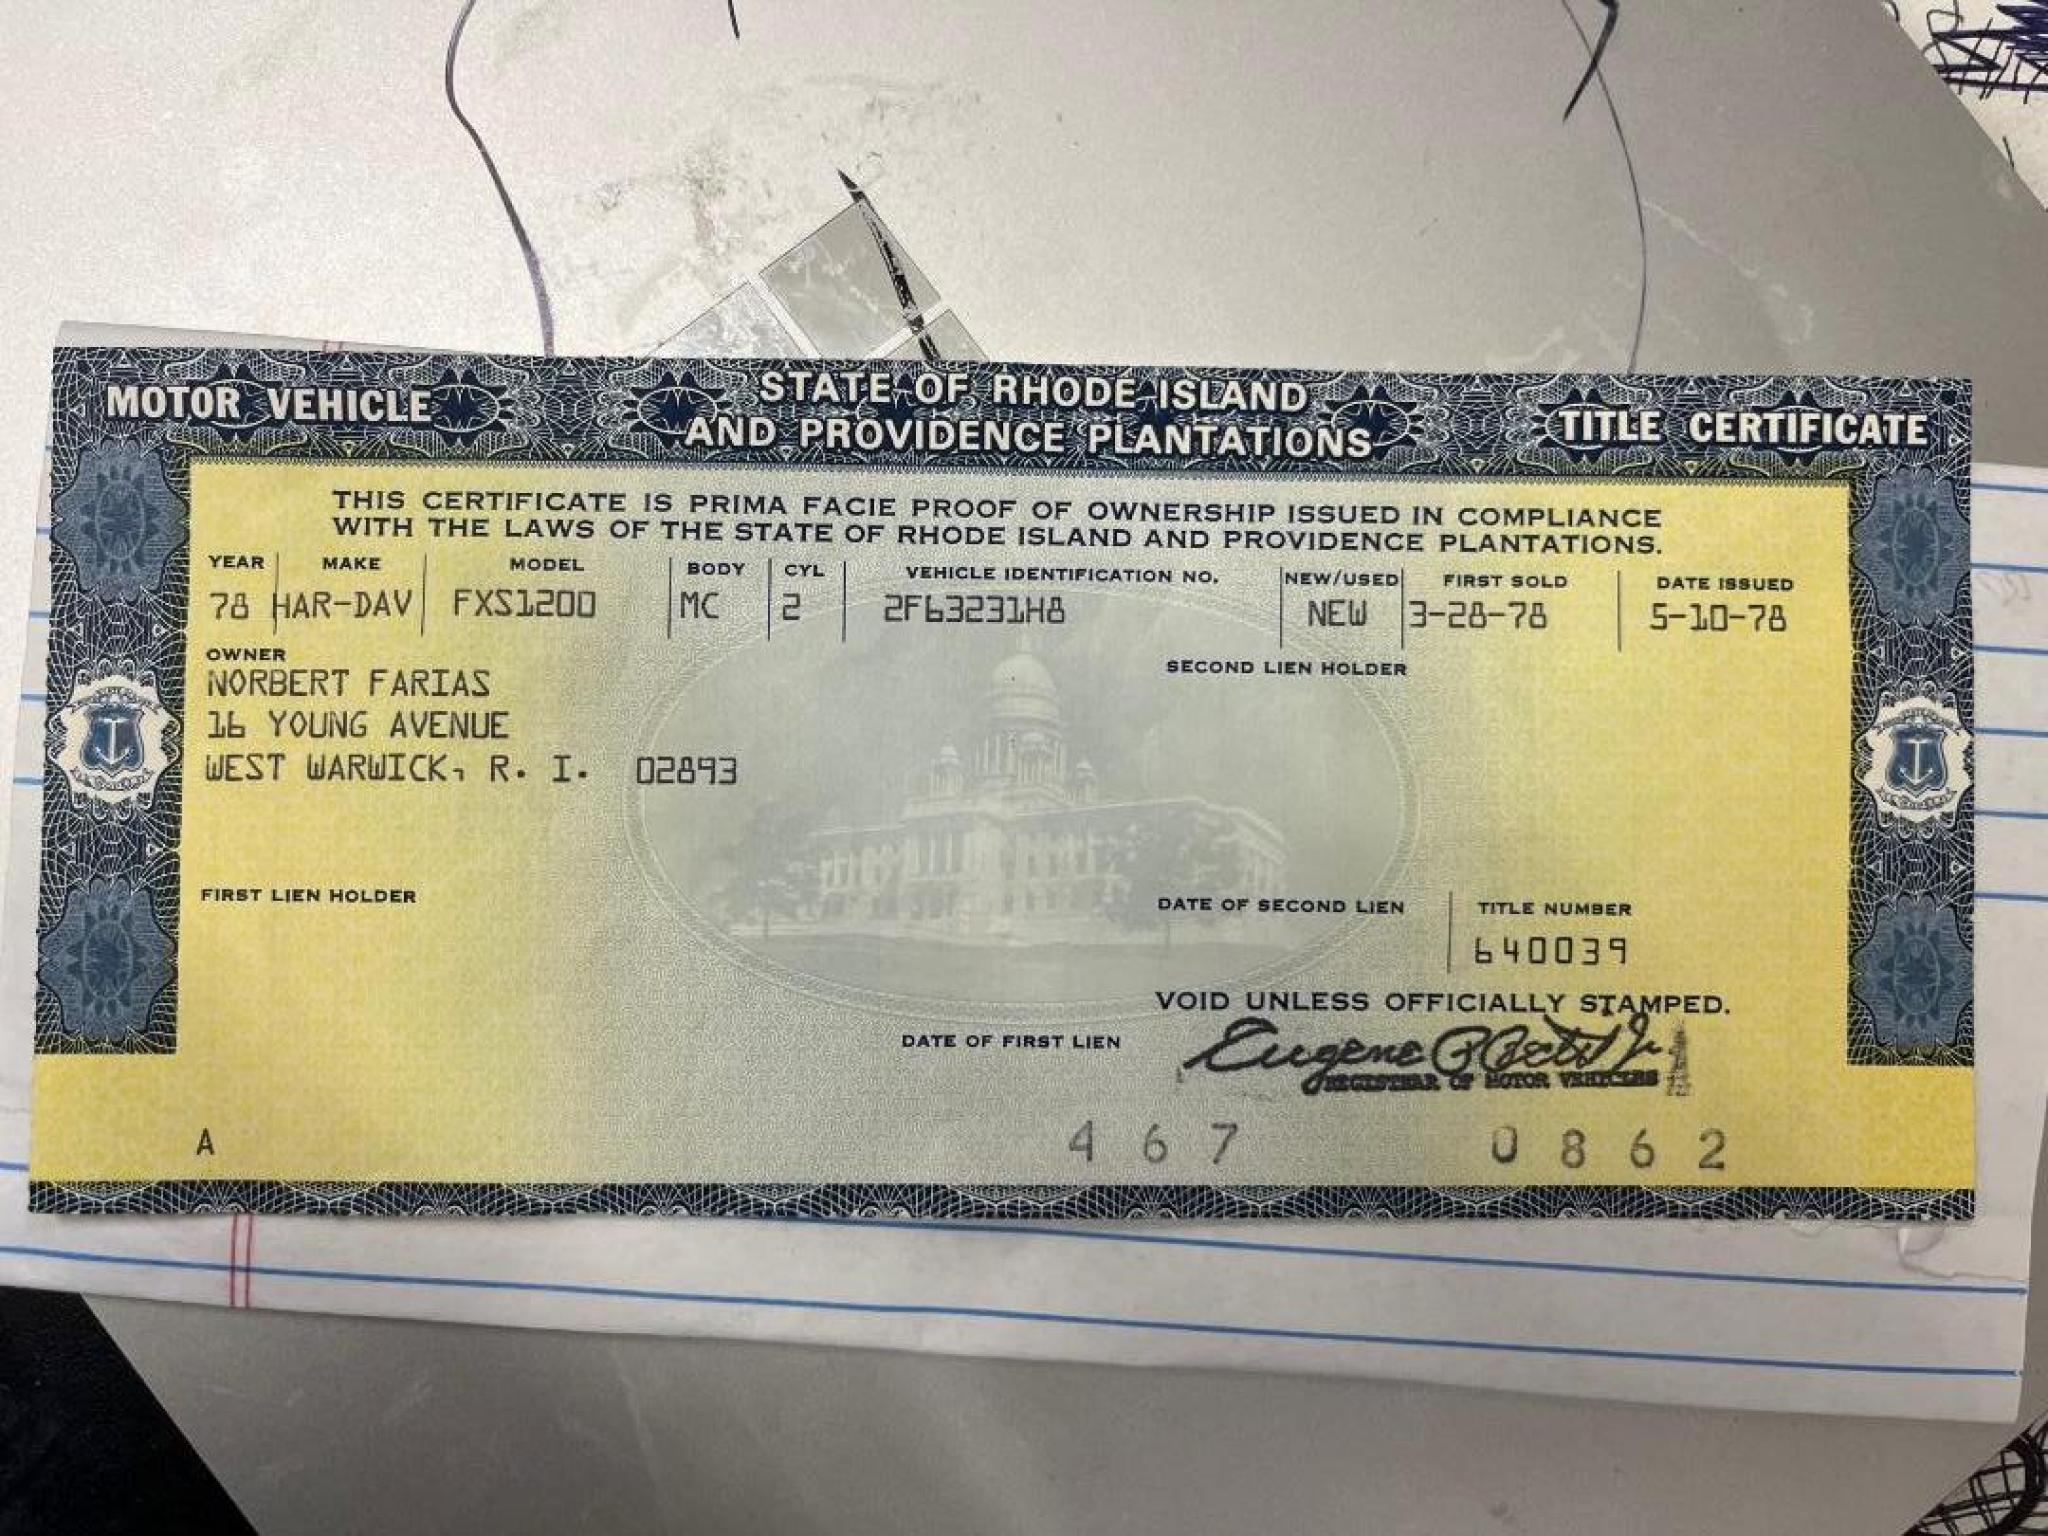 MOTOR VEHICLE
STATE OF RHODE ISLAND
AND PROVIDENCE PLANTATIONS
TITLE CERTIFICATE
THIS CERTIFICATE IS PRIMA FACIE PROOF OF OWNERSHIP ISSUED IN COMPLIANCE
WITH THE LAWS OF THE STATE OF RHODE ISLAND AND PROVIDENCE PLANTATIONS.
YEAR MAKE MODEL BODY CYL VEHICLE IDENTIFICATION NO. NEW/USED FIRST SOLD DATE ISSUED
78 HAR-DAV FXS1200 MC 2 2F63231H8 NEW 3-28-78 5-10-78
OWNER
NORBERT FARIAS
16 YOUNG AVENUE
WEST WARWICK, R. I. 02893
SECOND LIEN HOLDER
FIRST LIEN HOLDER
DATE OF SECOND LIEN
TITLE NUMBER
640039
VOID UNLESS OFFICIALLY STAMPED.
DATE OF FIRST LIEN
Eugene P
REGISTRAR OF MOTOR VEHICLES
A
467 0862